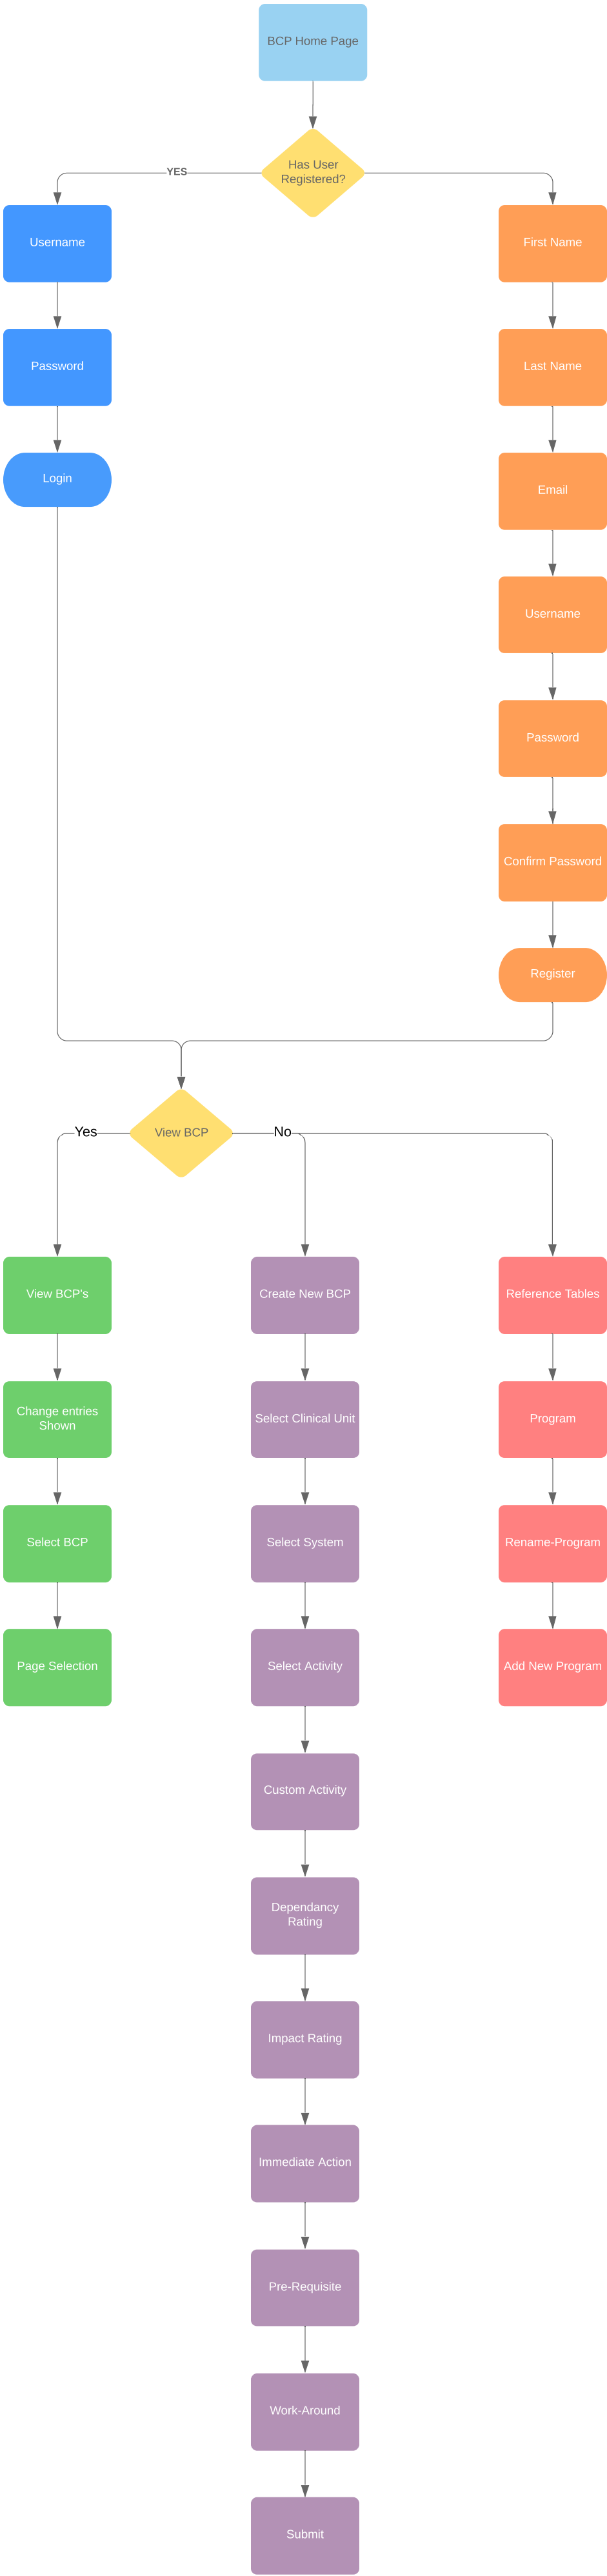 BCP Home Page
Has User
Registered?
YES
Username
Password
Login
First Name
Last Name
Email
Username
Password
Confirm Password
Register
View BCP
Yes
No
View BCP's
Change entries
Shown
Select BCP
Page Selection
Create New BCP
Select Clinical Unit
Select System
Select Activity
Custom Activity
Dependancy
Rating
Impact Rating
Immediate Action
Pre-Requisite
Work-Around
Submit
Reference Tables
Program
Rename-Program
Add New Program